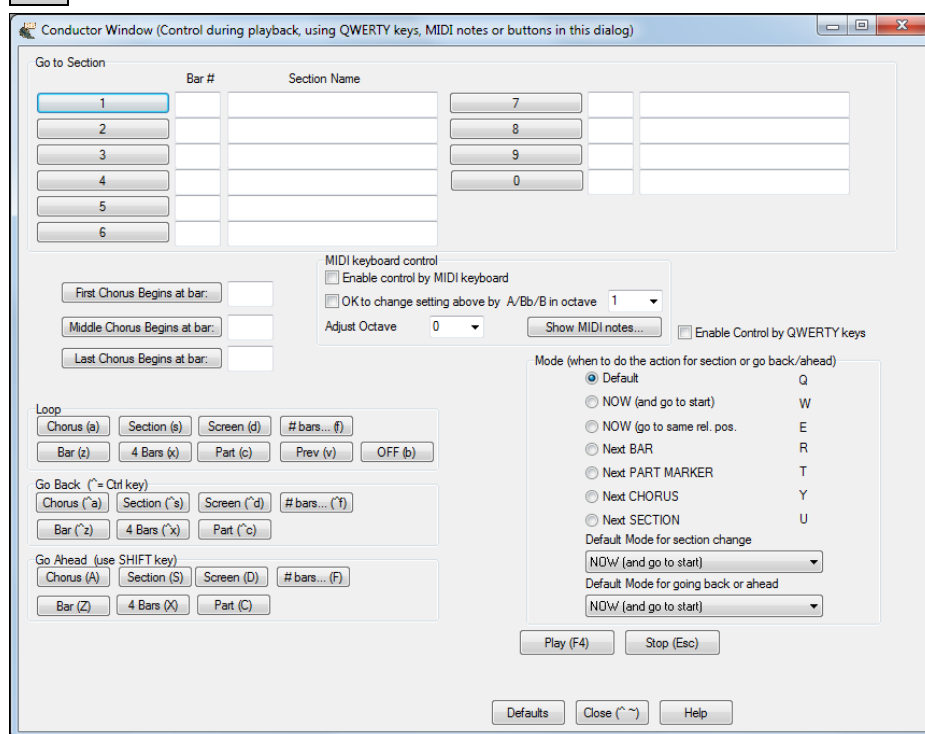 Conductor Window (Control during playback, using QWERTY keys, MIDI notes or buttons in this dialog)
Go to Section
Bar #
Section Name
1
2
3
4
5
6
7
8
9
0
First Chorus Begins at bar:
Middle Chorus Begins at bar:
Last Chorus Begins at bar:
MIDI keyboard control
Enable control by MIDI keyboard
OK to change setting above by A/Bb/B in octave 1
Adjust Octave 0 Show MIDI notes...
Enable Control by QWERTY keys
Loop
Chorus (a) Section (s) Screen (d) # bars... (f)
Bar (z) 4 Bars (x) Part (c) Prev (v) OFF (b)
Go Back (^= Ctrl key)
Chorus (^a) Section (^s) Screen (^d) # bars... (^f)
Bar (^z) 4 Bars (^x) Part (^c)
Go Ahead (use SHIFT key)
Chorus (A) Section (S) Screen (D) # bars... (F)
Bar (Z) 4 Bars (X) Part (C)
Mode (when to do the action for section or go back/ahead)
Default Q
NOW (and go to start) W
NOW (go to same rel. pos. E
Next BAR R
Next PART MARKER T
Next CHORUS Y
Next SECTION U
Default Mode for section change
NOW (and go to start)
Default Mode for going back or ahead
NOW (and go to start)
Play (F4) Stop (Esc)
Defaults Close (^ ~) Help